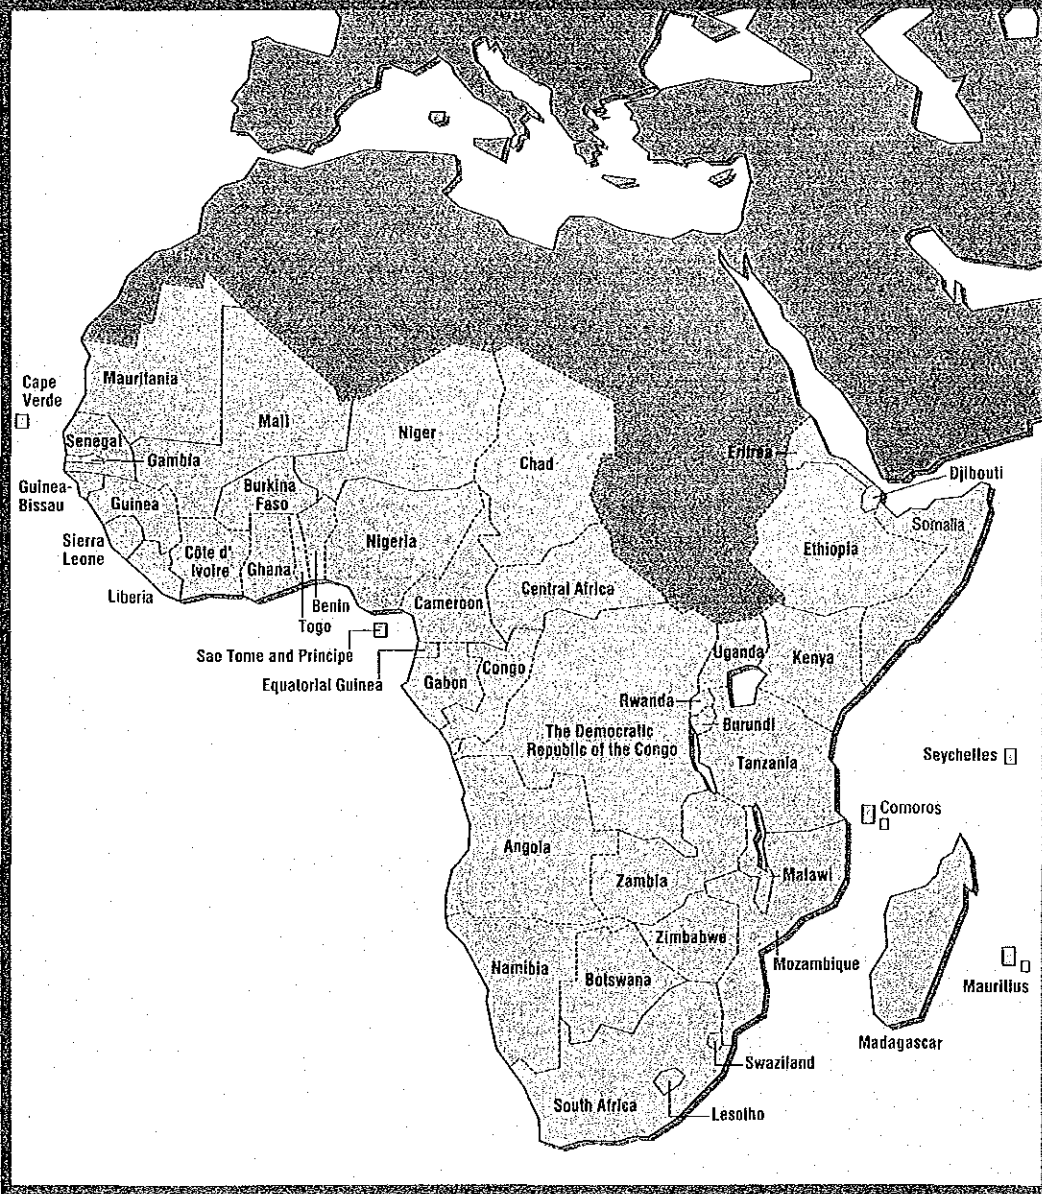 Cape
Verde
Mauritania
Mali
Niger
Chad
Eritrea
Djibouti
Senegal
Gambia
Guinea-
Bissau
Guinea
Burkina
Faso
Somalia
Sierra
Leone
Côte d'
Ivoire
Ghana
Nigeria
Ethiopia
Liberia
Benin
Togo
Cameroon
Central Africa
Sao Tome and Principe
Equatorial Guinea
Gabon
Congo
Uganda
Kenya
Rwanda
Burundi
The Democratic
Republic of the Congo
Tanzania
Seychelles
Comoros
Angola
Zambia
Malawi
Zimbabwe
Mozambique
Namibia
Botswana
Mauritius
Madagascar
Swaziland
South Africa
Lesotho